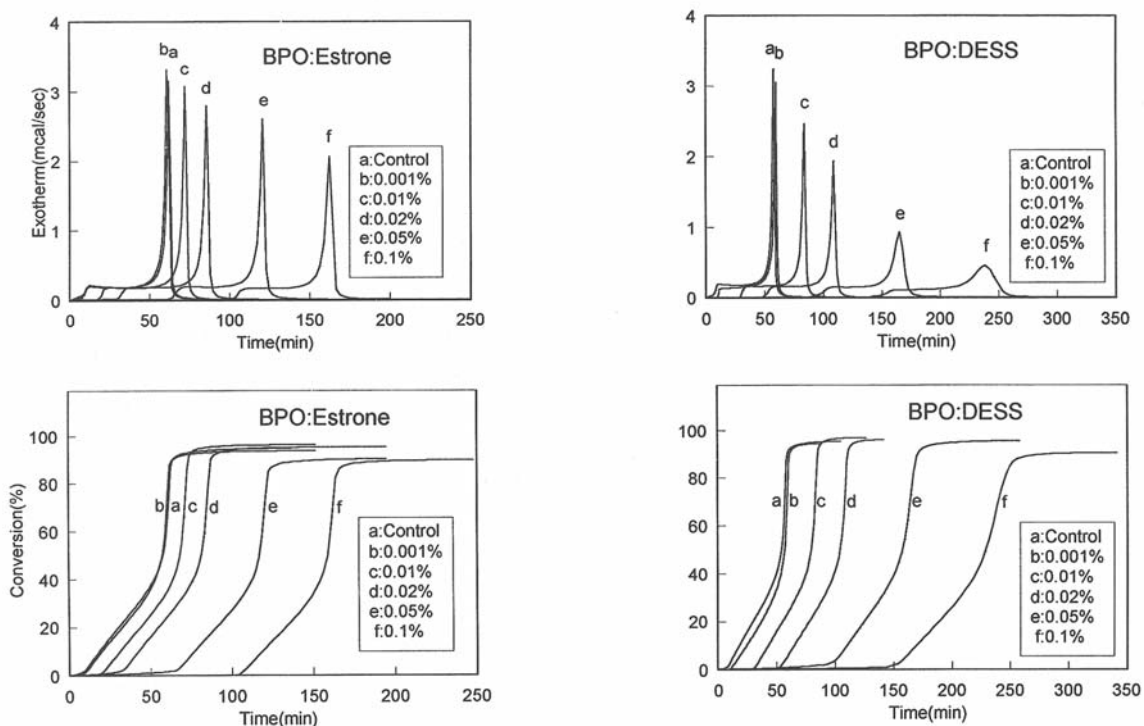 BPO:Estrone
Exotherm(mcal/sec)
4
3
2
1
0
b a
c
d
e
f
a:Control
b:0.001%
c:0.01%
d:0.02%
e:0.05%
f:0.1%
0 50 100 150 200 250
Time(min)
BPO:DESS
4
3
2
1
0
a b
c
d
e
f
a:Control
b:0.001%
c:0.01%
d:0.02%
e:0.05%
f:0.1%
0 50 100 150 200 250 300 350
Time(min)
BPO:Estrone
Conversion(%)
100
80
60
40
20
0
b a c d e f
a:Control
b:0.001%
c:0.01%
d:0.02%
e:0.05%
f:0.1%
0 50 100 150 200 250
Time(min)
BPO:DESS
100
80
60
40
20
0
a b c d e f
a:Control
b:0.001%
c:0.01%
d:0.02%
e:0.05%
f:0.1%
0 50 100 150 200 250 300 350
Time(min)